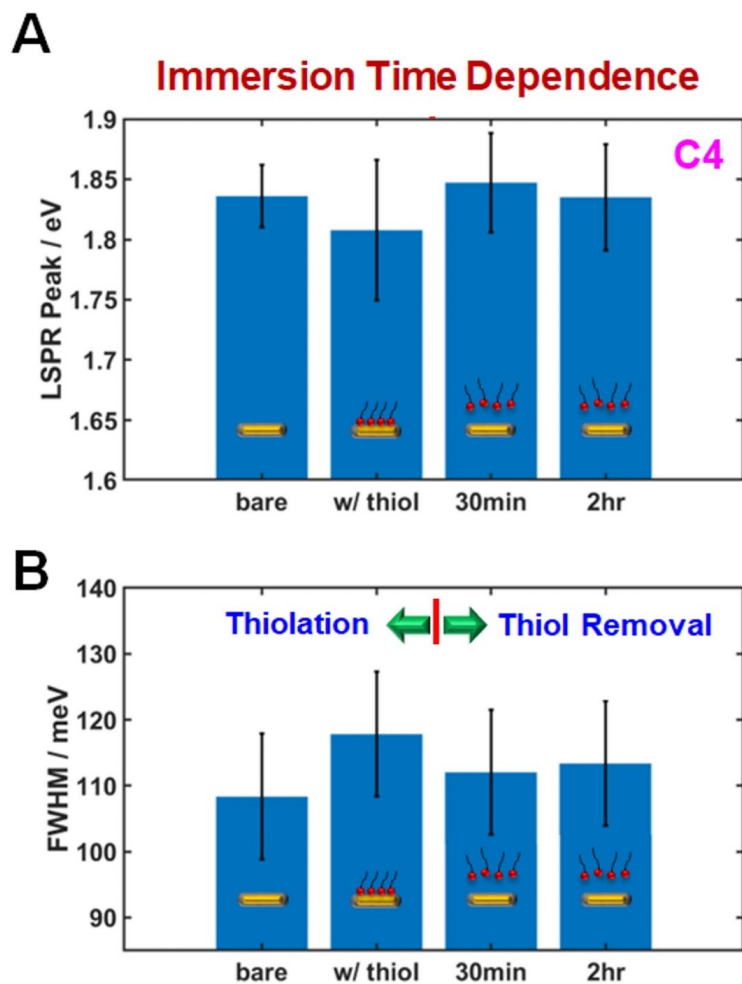 A
Immersion Time Dependence
C4
LSPR Peak / eV
1.9
1.85
1.8
1.75
1.7
1.65
1.6
bare w/ thiol 30min 2hr
B
Thiolation Thiol Removal
FWHM / meV
140
130
120
110
100
90
bare w/ thiol 30min 2hr